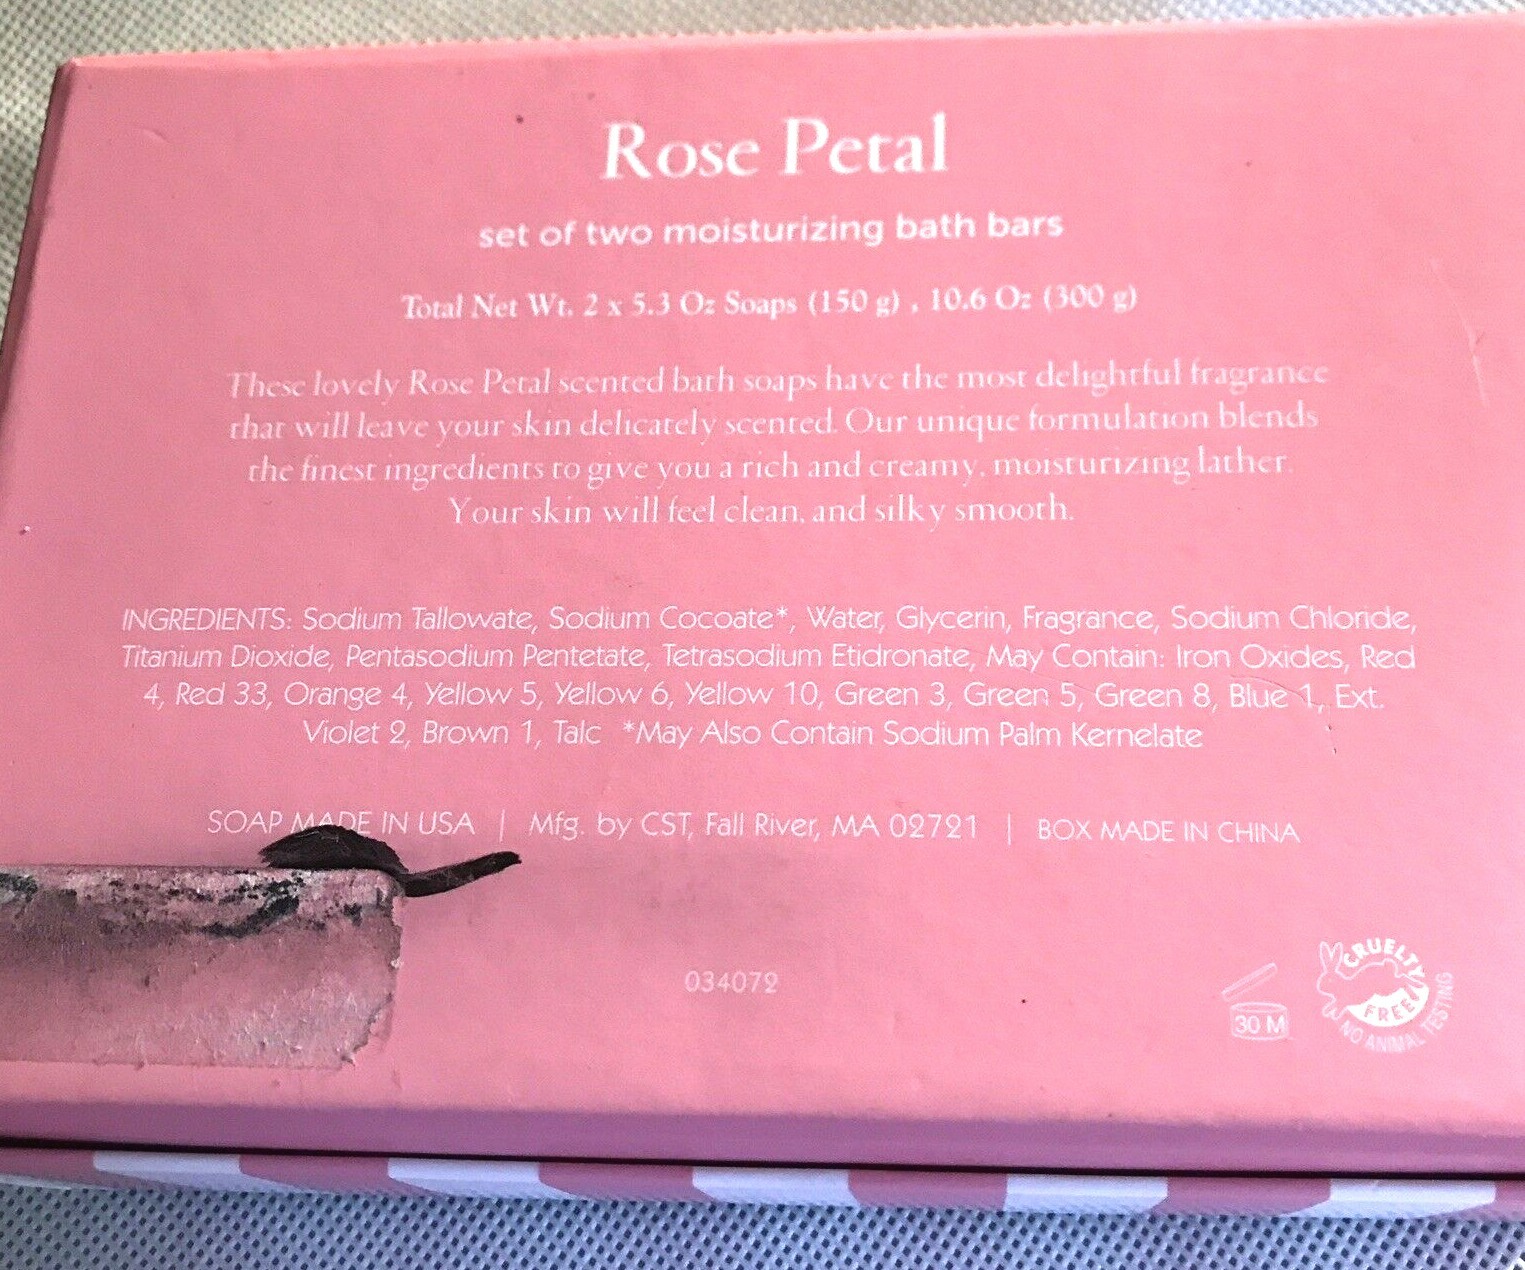 Rose Petal
set of two moisturizing bath bars
Total Net Wt. 2 x 5.3 Oz Soaps (150 g) , 10.6 Oz (300 g)
These lovely Rose Petal scented bath soaps have the most delightful fragrance
that will leave your skin delicately scented. Our unique formulation blends
the finest ingredients to give you a rich and creamy, moisturizing lather.
Your skin will feel clean, and silky smooth.
INGREDIENTS: Sodium Tallowate, Sodium Cocoate*, Water, Glycerin, Fragrance, Sodium Chloride,
Titanium Dioxide, Pentasodium Pentetate, Tetrasodium Etidronate, May Contain: Iron Oxides, Red
4, Red 33, Orange 4, Yellow 5, Yellow 6, Yellow 10, Green 3, Green 5, Green 8, Blue 1, Ext.
Violet 2, Brown 1, Talc *May Also Contain Sodium Palm Kernelate
SOAP MADE IN USA | Mfg. by CST, Fall River, MA 02721 | BOX MADE IN CHINA
034072
30 M
CRUELTY
FREE
NO ANIMAL TESTING